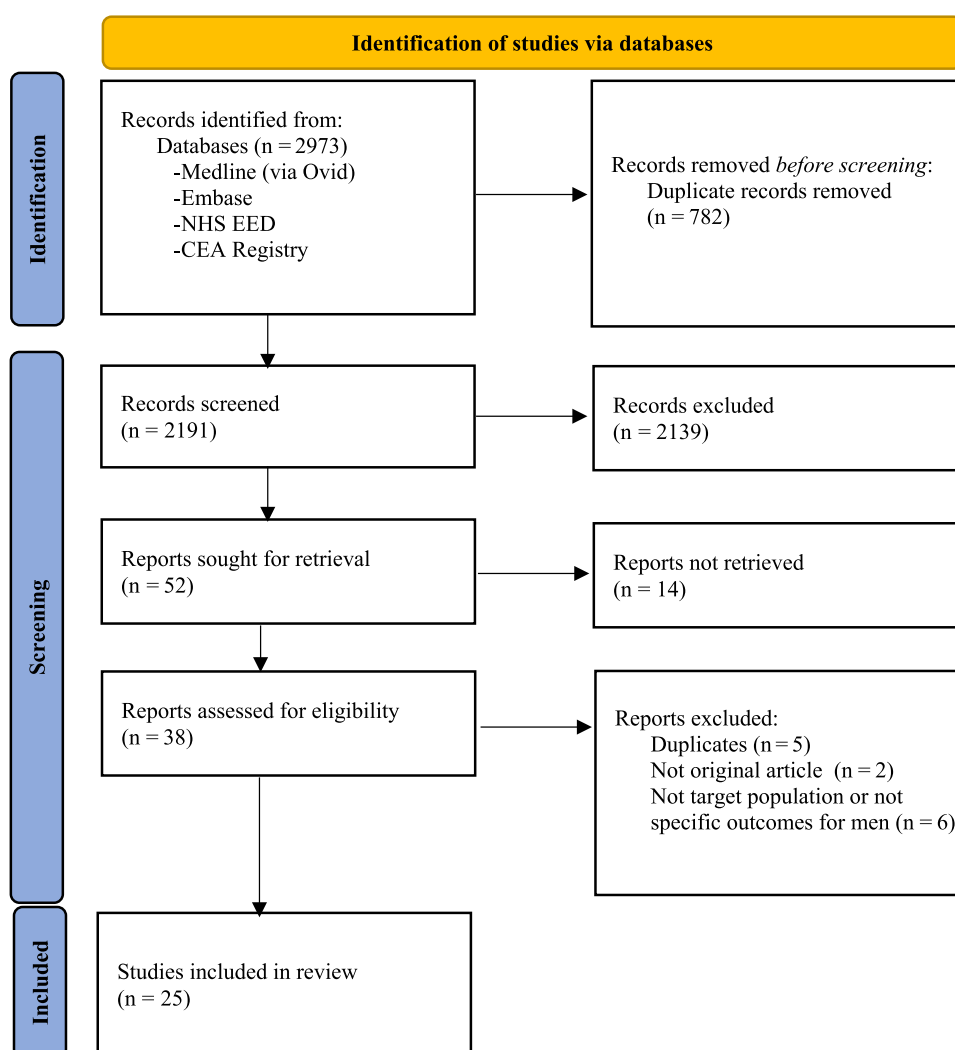 Identification of studies via databases
Identification
Records identified from:
Databases (n = 2973)
-Medline (via Ovid)
-Embase
-NHS EED
-CEA Registry
Records removed before screening:
Duplicate records removed
(n = 782)
Screening
Records screened
(n = 2191)
Records excluded
(n = 2139)
Reports sought for retrieval
(n = 52)
Reports not retrieved
(n = 14)
Reports assessed for eligibility
(n = 38)
Reports excluded:
Duplicates (n = 5)
Not original article (n = 2)
Not target population or not
specific outcomes for men (n = 6)
Included
Studies included in review
(n = 25)